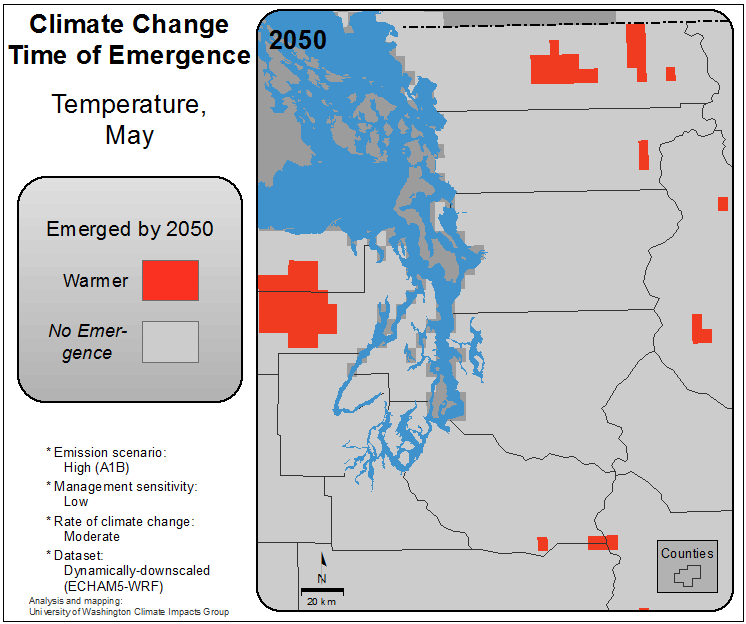 Climate Change
Time of Emergence
Temperature,
May
Emerged by 2050
Warmer
No Emer-
gence
* Emission scenario:
High (A1B)
* Management sensitivity:
Low
* Rate of climate change:
Moderate
* Dataset:
Dynamically-downscaled
(ECHAM5-WRF)
Analysis and mapping:
University of Washington Climate Impacts Group
2050
N
20 km
Counties